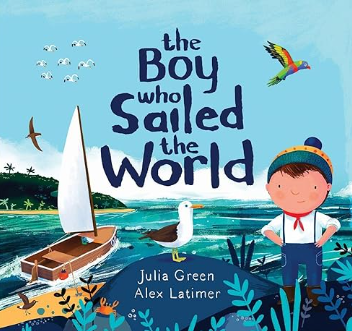 the
Boy
who
Sailed
the
World
Julia Green
Alex Latimer